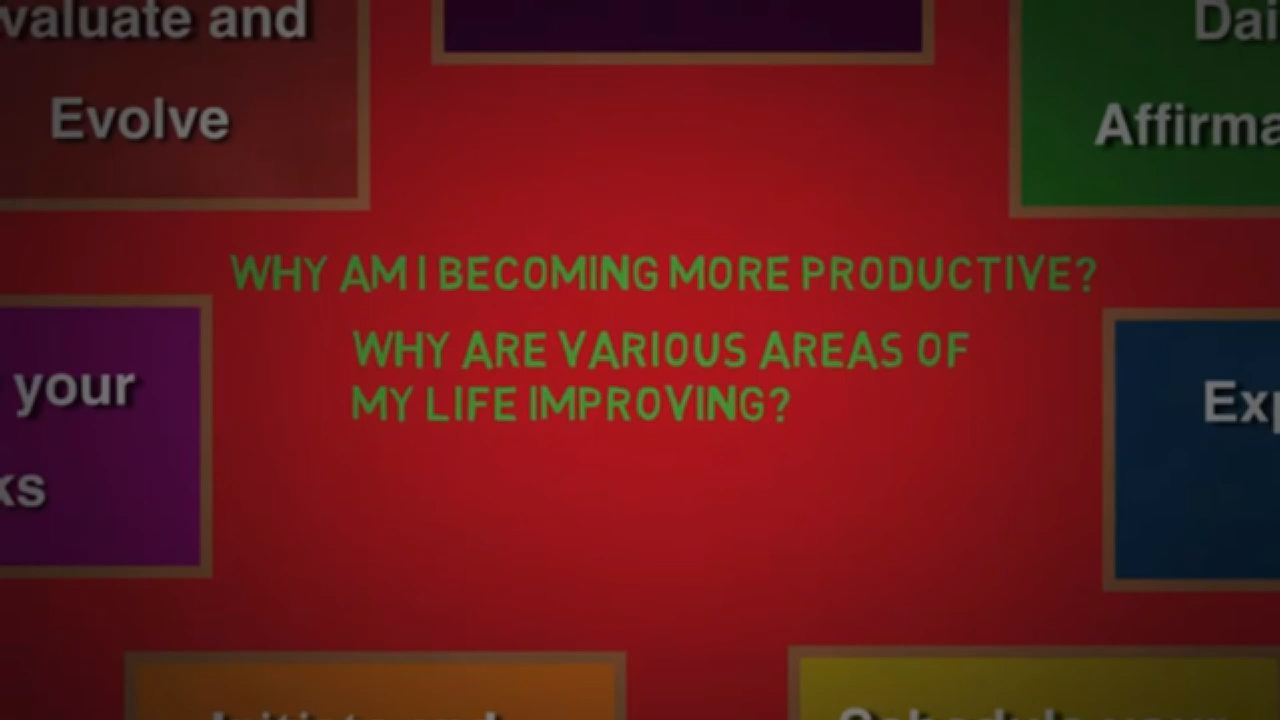 valuate and
Evolve
Dai
Affirma
WHY AM I BECOMING MORE PRODUCTIVE?
WHY ARE VARIOUS AREAS OF
MY LIFE IMPROVING?
your
ks
Exp